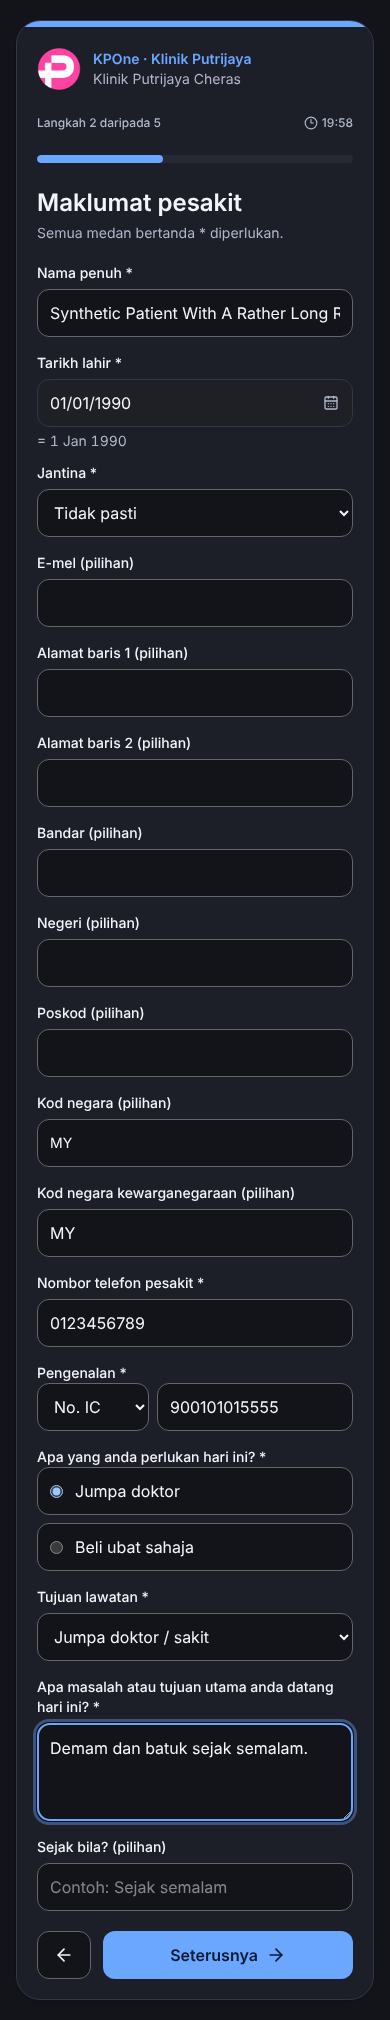 KPOne · Klinik Putrijaya
Klinik Putrijaya Cheras
Langkah 2 daripada 5
19:58
Maklumat pesakit
Semua medan bertanda * diperlukan.
Nama penuh *
Synthetic Patient With A Rather Long R
Tarikh lahir *
01/01/1990
= 1 Jan 1990
Jantina *
Tidak pasti
E-mel (pilihan)
Alamat baris 1 (pilihan)
Alamat baris 2 (pilihan)
Bandar (pilihan)
Negeri (pilihan)
Poskod (pilihan)
Kod negara (pilihan)
MY
Kod negara kewarganegaraan (pilihan)
MY
Nombor telefon pesakit *
0123456789
Pengenalan *
No. IC
900101015555
Apa yang anda perlukan hari ini? *
Jumpa doktor
Beli ubat sahaja
Tujuan lawatan *
Jumpa doktor / sakit
Apa masalah atau tujuan utama anda datang
hari ini? *
Demam dan batuk sejak semalam.
Sejak bila? (pilihan)
Contoh: Sejak semalam
Seterusnya